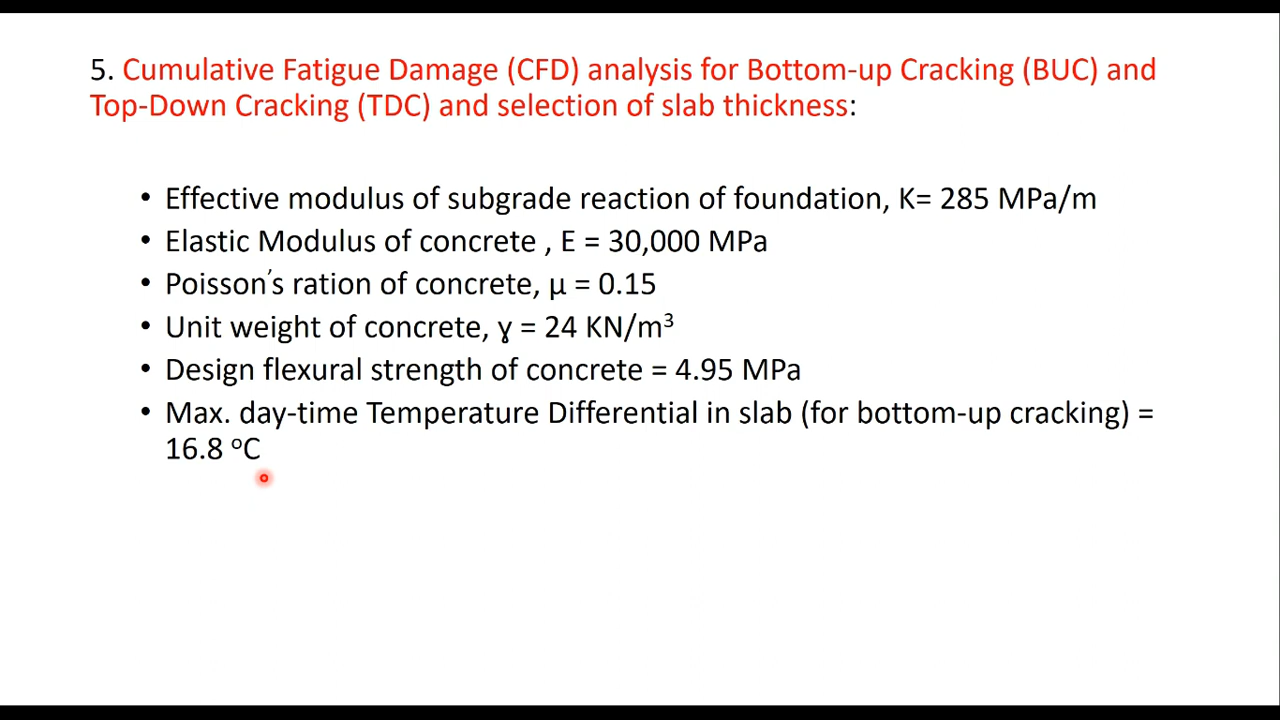 5. Cumulative Fatigue Damage (CFD) analysis for Bottom-up Cracking (BUC) and
Top-Down Cracking (TDC) and selection of slab thickness:
• Effective modulus of subgrade reaction of foundation, K= 285 MPa/m
• Elastic Modulus of concrete , E = 30,000 MPa
• Poisson’s ration of concrete, μ = 0.15
• Unit weight of concrete, ɣ = 24 KN/m³
• Design flexural strength of concrete = 4.95 MPa
• Max. day-time Temperature Differential in slab (for bottom-up cracking) =
16.8 ⁰C